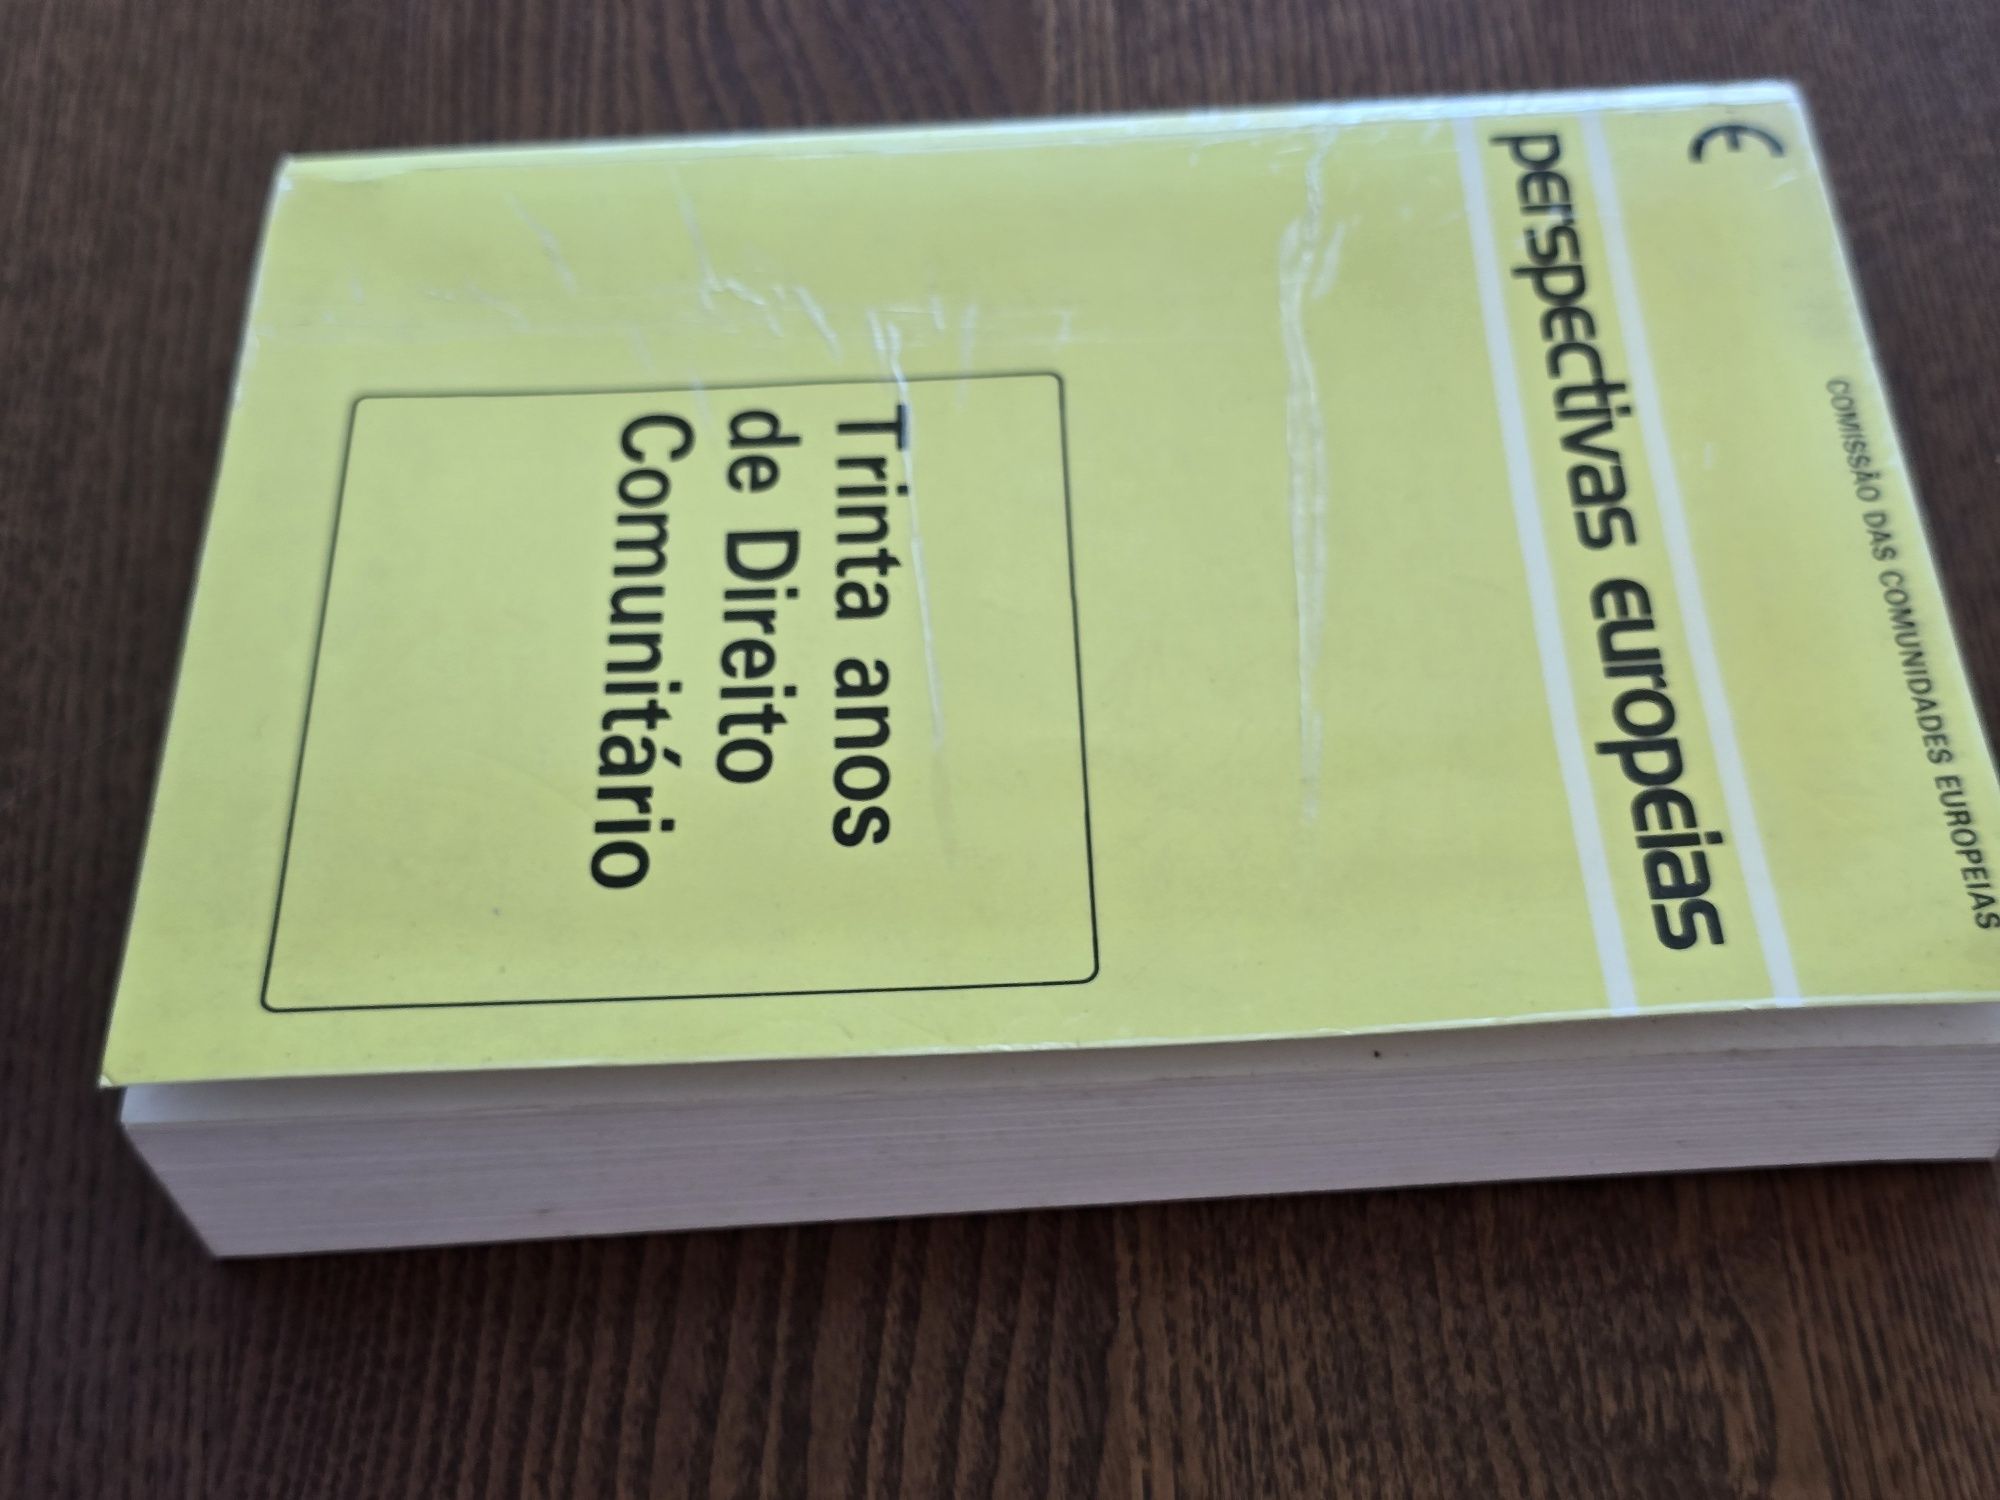 COMISSÃO DAS COMUNIDADES EUROPEIAS
perspectivas europeias
Trinta anos
de Direito
Comunitário